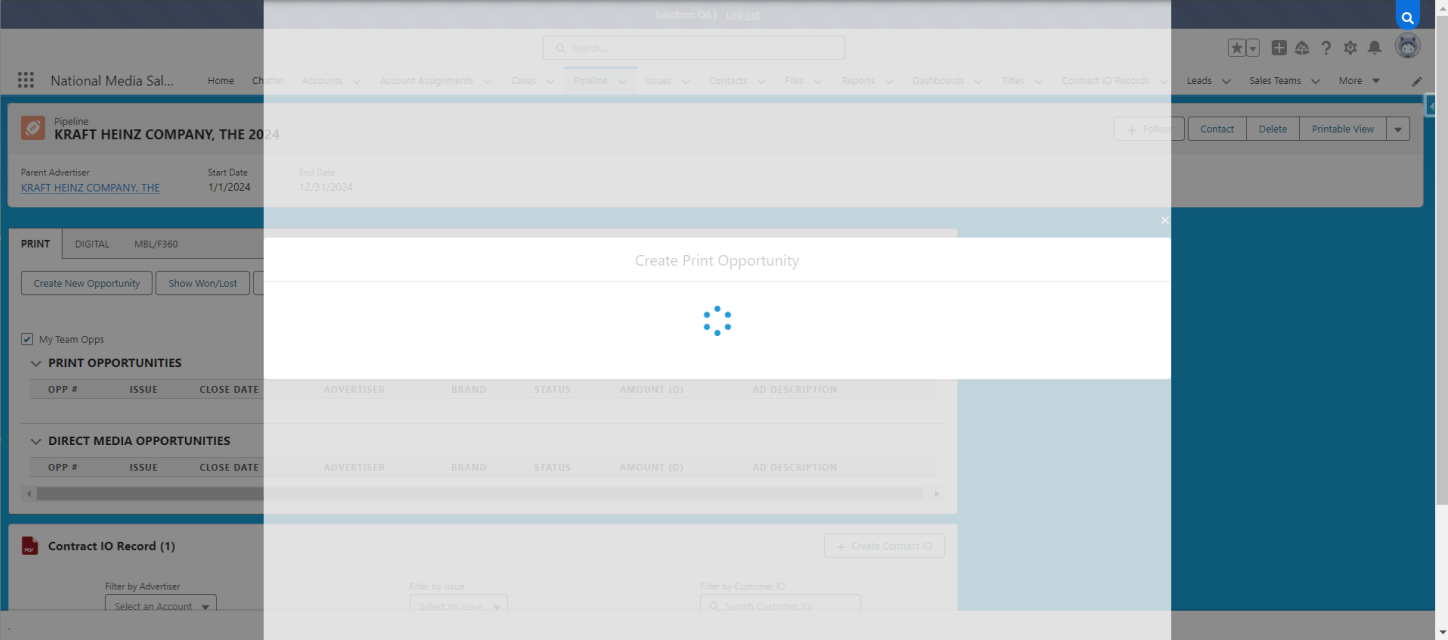 Sandbox QA | Log out
Search...
National Media Sal... Home Chatter Accounts Account Assignments Cases Pipeline Issues Contacts Files Reports Dashboards Titles Contract IO Records Leads Sales Teams More
Pipeline
KRAFT HEINZ COMPANY, THE 2024
+ Follow Contact Delete Printable View
Parent Advertiser Start Date End Date
KRAFT HEINZ COMPANY, THE 1/1/2024 12/31/2024
PRINT DIGITAL MBL/F360
Create Print Opportunity
Create New Opportunity Show Won/Lost
My Team Opps
PRINT OPPORTUNITIES
OPP # ISSUE CLOSE DATE ADVERTISER BRAND STATUS AMOUNT (D) AD DESCRIPTION
DIRECT MEDIA OPPORTUNITIES
OPP # ISSUE CLOSE DATE ADVERTISER BRAND STATUS AMOUNT (D) AD DESCRIPTION
PDF Contract IO Record (1) + Create Contract IO
Filter by Advertiser Filter by Issue Filter by Customer IO
Select an Account Select an Issue Search Customer IO